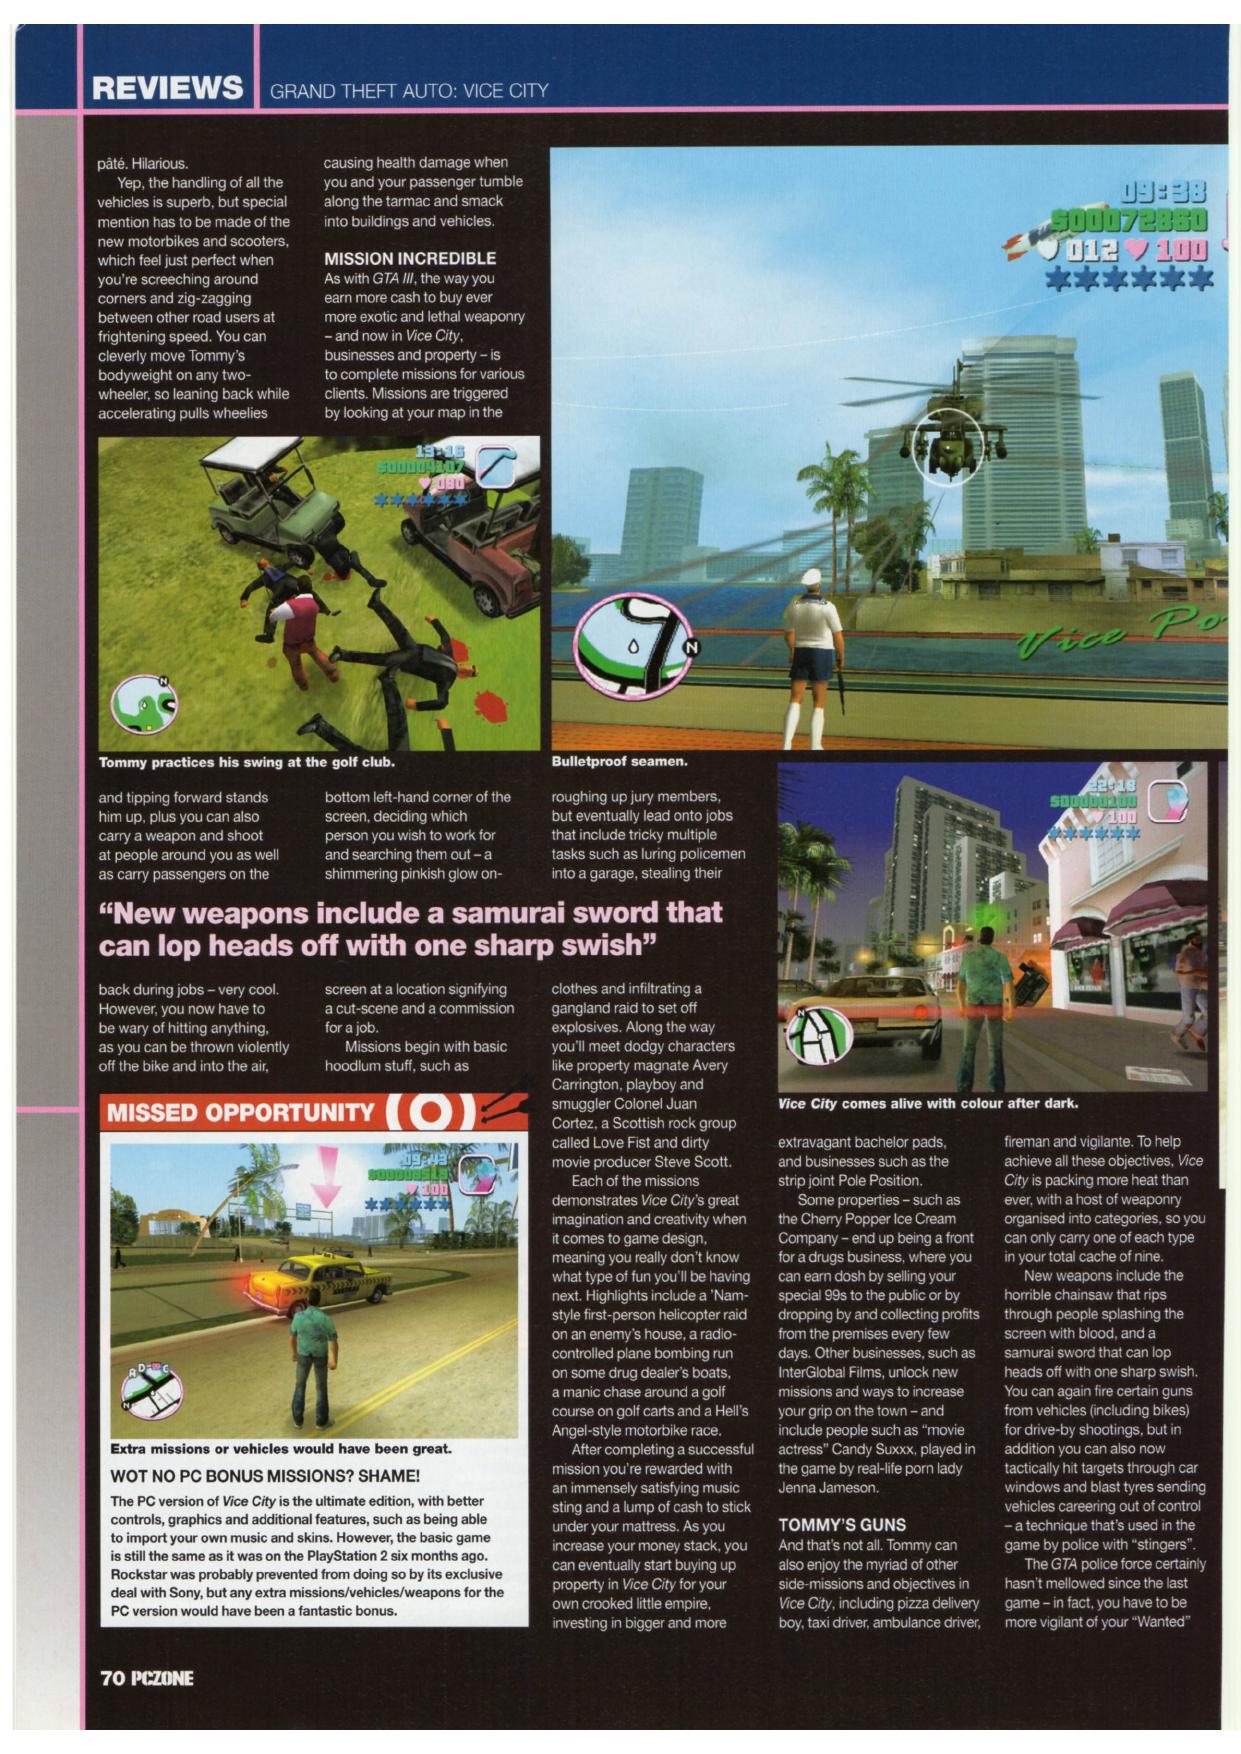 REVIEWS
GRAND THEFT AUTO: VICE CITY
pâté. Hilarious.
Yep, the handling of all the
vehicles is superb, but special
mention has to be made of the
new motorbikes and scooters,
which feel just perfect when
you're screeching around
corners and zig-zagging
between other road users at
frightening speed. You can
cleverly move Tommy's
bodyweight on any two-
wheeler, so leaning back while
accelerating pulls wheelies
and tipping forward stands
him up, plus you can also
carry a weapon and shoot
at people around you as well
as carry passengers on the
back during jobs – very cool.
However, you now have to
be wary of hitting anything,
as you can be thrown violently
off the bike and into the air,
causing health damage when
you and your passenger tumble
along the tarmac and smack
into buildings and vehicles.
MISSION INCREDIBLE
As with GTA III, the way you
earn more cash to buy ever
more exotic and lethal weaponry
– and now in Vice City,
businesses and property – is
to complete missions for various
clients. Missions are triggered
by looking at your map in the
bottom left-hand corner of the
screen, deciding which
person you wish to work for
and searching them out – a
shimmering pinkish glow on-
screen at a location signifying
a cut-scene and a commission
for a job.
Missions begin with basic
hoodlum stuff, such as
roughing up jury members,
but eventually lead onto jobs
that include tricky multiple
tasks such as luring policemen
into a garage, stealing their
clothes and infiltrating a
gangland raid to set off
explosives. Along the way
you'll meet dodgy characters
like property magnate Avery
Carrington, playboy and
smuggler Colonel Juan
Cortez, a Scottish rock group
called Love Fist and dirty
movie producer Steve Scott.
Each of the missions
demonstrates Vice City's great
imagination and creativity when
it comes to game design,
meaning you really don't know
what type of fun you'll be having
next. Highlights include a 'Nam-
style first-person helicopter raid
on an enemy's house, a radio-
controlled plane bombing run
on some drug dealer's boats,
a manic chase around a golf
course on golf carts and a Hell's
Angel-style motorbike race.
After completing a successful
mission you're rewarded with
an immensely satisfying music
sting and a lump of cash to stick
under your mattress. As you
increase your money stack, you
can eventually start buying up
property in Vice City for your
own crooked little empire,
investing in bigger and more
extravagant bachelor pads,
and businesses such as the
strip joint Pole Position.
Some properties – such as
the Cherry Popper Ice Cream
Company – end up being a front
for a drugs business, where you
can earn dosh by selling your
special 99s to the public or by
dropping by and collecting profits
from the premises every few
days. Other businesses, such as
InterGlobal Films, unlock new
missions and ways to increase
your grip on the town – and
include people such as "movie
actress" Candy Suxxx, played in
the game by real-life porn lady
Jenna Jameson.
TOMMY'S GUNS
And that's not all. Tommy can
also enjoy the myriad of other
side-missions and objectives in
Vice City, including pizza delivery
boy, taxi driver, ambulance driver,
fireman and vigilante. To help
achieve all these objectives, Vice
City is packing more heat than
ever, with a host of weaponry
organised into categories, so you
can only carry one of each type
in your total cache of nine.
New weapons include the
horrible chainsaw that rips
through people splashing the
screen with blood, and a
samurai sword that can lop
heads off with one sharp swish.
You can again fire certain guns
from vehicles (including bikes)
for drive-by shootings, but in
addition you can also now
tactically hit targets through car
windows and blast tyres sending
vehicles careering out of control
– a technique that's used in the
game by police with "stingers".
The GTA police force certainly
hasn't mellowed since the last
game – in fact, you have to be
more vigilant of your "Wanted"
"New weapons include a samurai sword that
can lop heads off with one sharp swish"
13:16
$00004107
080
N
Tommy practices his swing at the golf club.
09:38
$00072860
012 100
N
Vice Po
Bulletproof seamen.
22:18
$00000100
100
N
Vice City comes alive with colour after dark.
MISSED OPPORTUNITY
09:43
100
N
Extra missions or vehicles would have been great.
WOT NO PC BONUS MISSIONS? SHAME!
The PC version of Vice City is the ultimate edition, with better
controls, graphics and additional features, such as being able
to import your own music and skins. However, the basic game
is still the same as it was on the PlayStation 2 six months ago.
Rockstar was probably prevented from doing so by its exclusive
deal with Sony, but any extra missions/vehicles/weapons for the
PC version would have been a fantastic bonus.
70 PCZONE